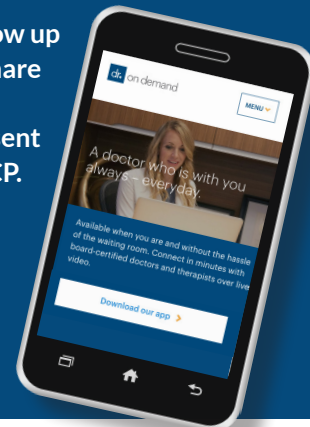 ow up
hare
sent
CP.
dr. on demand
MENU
A doctor who is with you
always – everyday.
Available when you are and without the hassle
of the waiting room. Connect in minutes with
board-certified doctors and therapists over live
video.
Download our app >